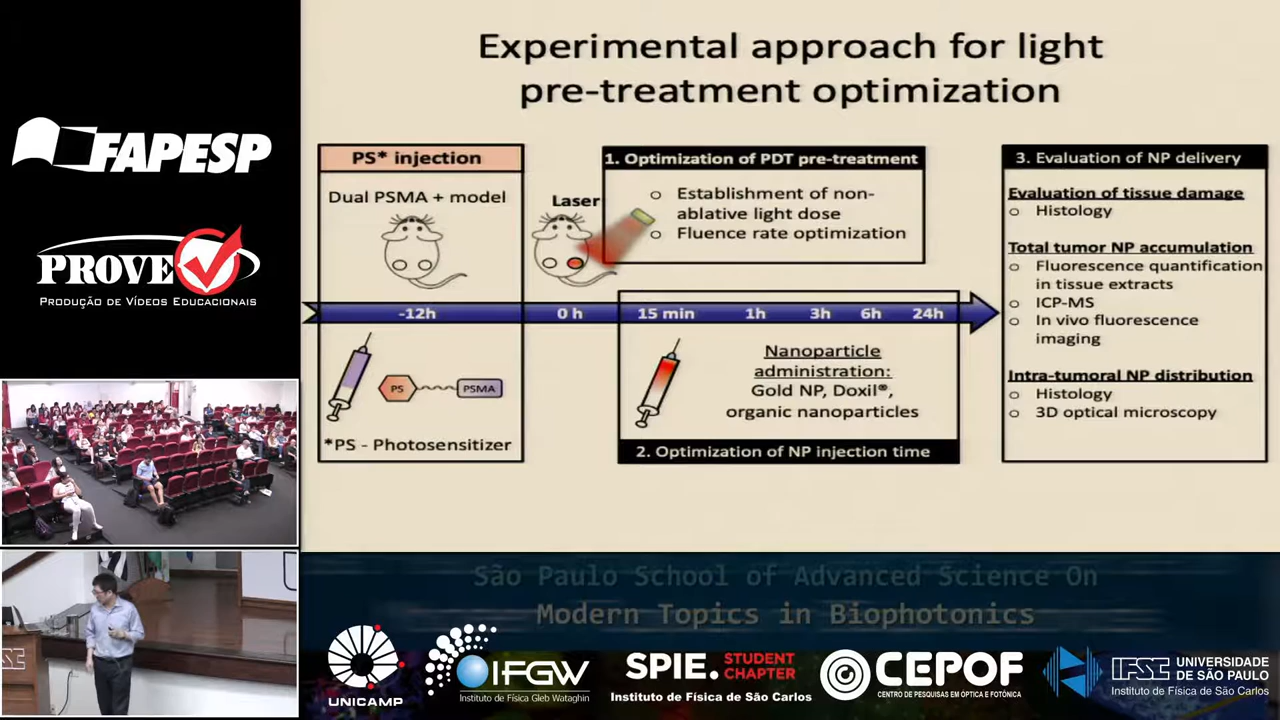 Experimental approach for light
pre-treatment optimization
FAPESP
PROVE
PRODUÇÃO DE VÍDEOS EDUCACIONAIS
PS* injection
Dual PSMA + model
Laser
1. Optimization of PDT pre-treatment
o Establishment of non-
ablative light dose
o Fluence rate optimization
-12h
0 h
15 min
1h
3h
6h
24h
PS
PSMA
*PS - Photosensitizer
Nanoparticle
administration:
Gold NP, Doxil®,
organic nanoparticles
2. Optimization of NP injection time
3. Evaluation of NP delivery
Evaluation of tissue damage
o Histology
Total tumor NP accumulation
o Fluorescence quantification
in tissue extracts
o ICP-MS
o In vivo fluorescence
imaging
Intra-tumoral NP distribution
o Histology
o 3D optical microscopy
São Paulo School of Advanced Science On
Modern Topics in Biophotonics
UNICAMP
IFGW
Instituto de Física Gleb Wataghin
SPIE. STUDENT
CHAPTER
Instituto de Física de São Carlos
CEPOF
CENTRO DE PESQUISAS EM ÓPTICA E FOTÔNICA
IFSC UNIVERSIDADE
DE SÃO PAULO
Instituto de Física de São Carlos